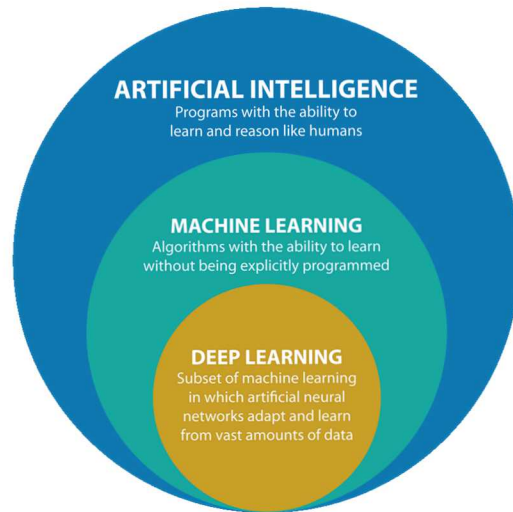 ARTIFICIAL INTELLIGENCE
Programs with the ability to
learn and reason like humans
MACHINE LEARNING
Algorithms with the ability to learn
without being explicitly programmed
DEEP LEARNING
Subset of machine learning
in which artificial neural
networks adapt and learn
from vast amounts of data